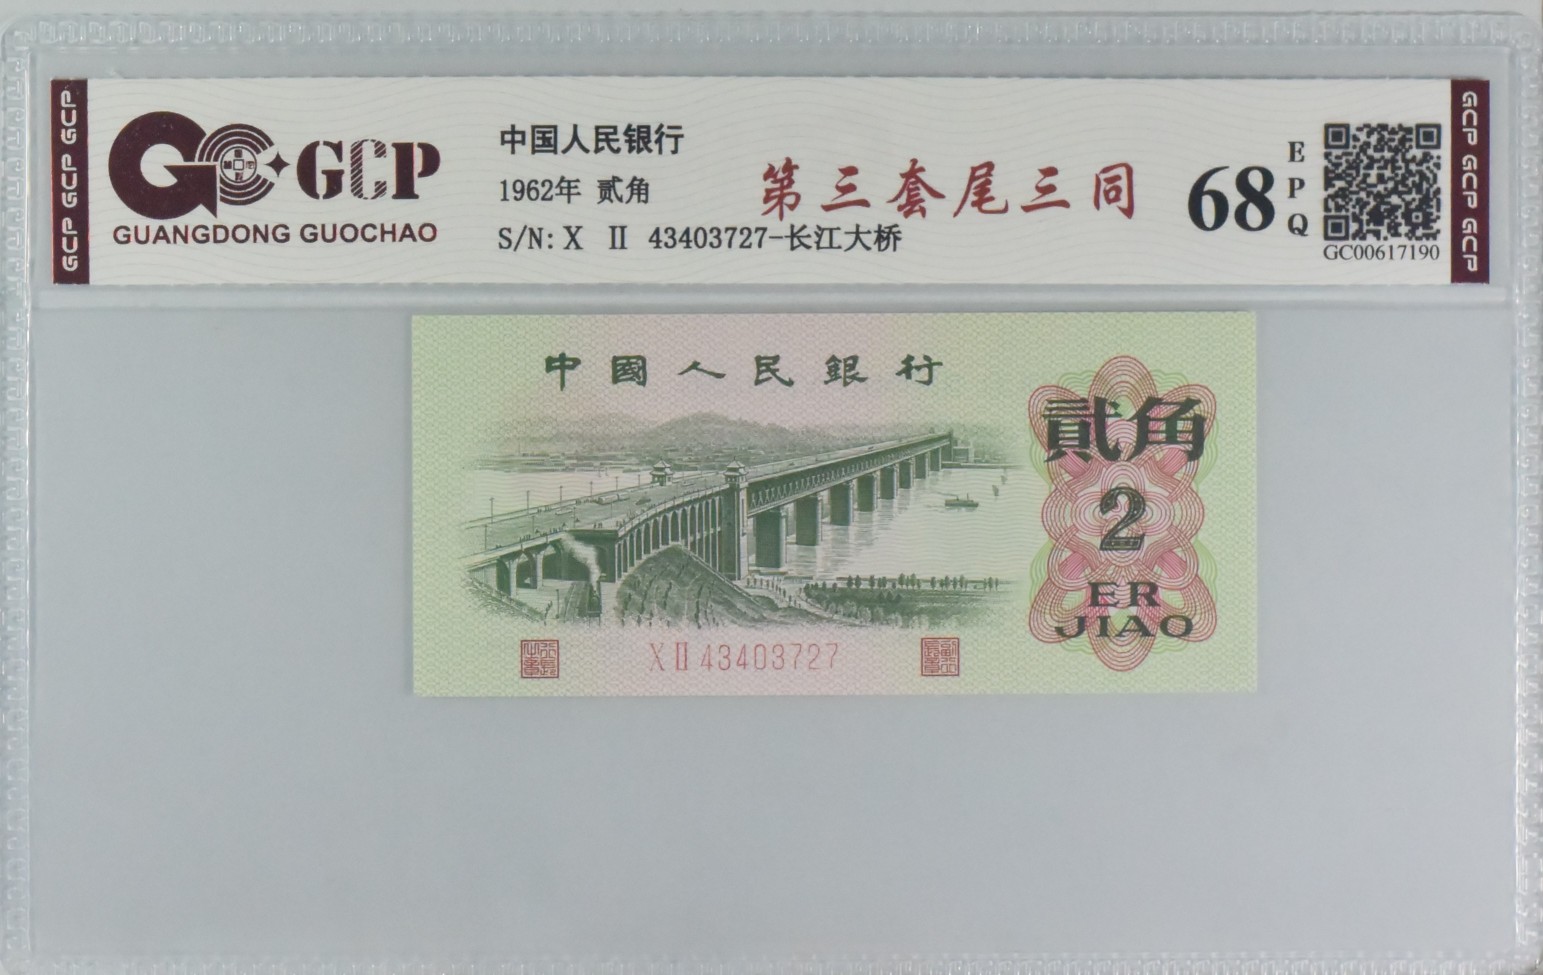 GCP GCP GCP
GCP
GUANGDONG GUOCHAO
中国人民银行
1962年 贰角
S/N: X Ⅱ 43403727-长江大桥
第三套尾三同
68
EPQ
GC00617190
GCP GCP GCP
中國人民銀行
貳角
2
ER
JIAO
XⅡ43403727